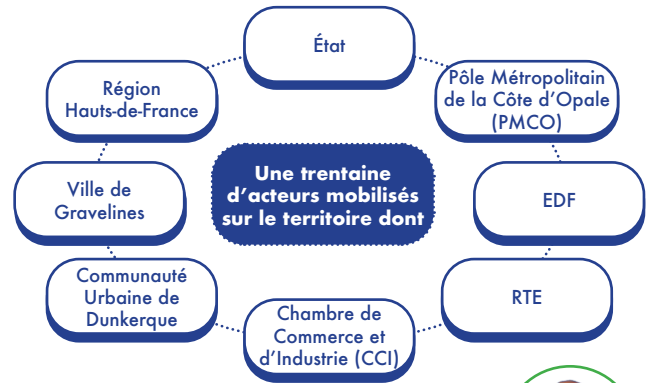 État
Pôle Métropolitain
de la Côte d'Opale
(PMCO)
EDF
RTE
Chambre de
Commerce et
d'Industrie (CCI)
Communauté
Urbaine de
Dunkerque
Ville de
Gravelines
Région
Hauts-de-France
Une trentaine
d'acteurs mobilisés
sur le territoire dont